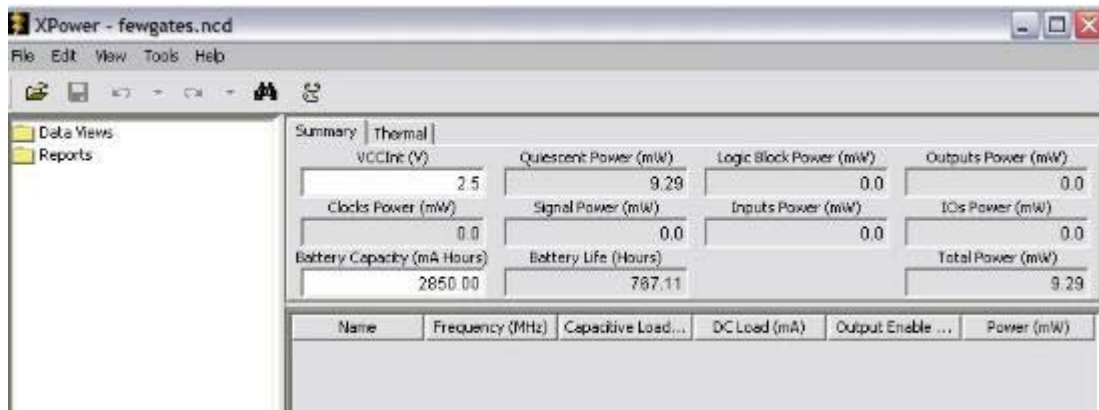 XPower - fewgates.ncd
File Edit View Tools Help
Data Views
Reports
Summary Thermal
VCCInt (V) Quiescent Power (mW) Logic Block Power (mW) Outputs Power (mW)
2.5 9.29 0.0 0.0
Clocks Power (mW) Signal Power (mW) Inputs Power (mW) IOs Power (mW)
0.0 0.0 0.0 0.0
Battery Capacity (mA Hours) Battery Life (Hours) Total Power (mW)
2850.00 767.11 9.29
Name Frequency (MHz) Capacitive Load... DC Load (mA) Output Enable ... Power (mW)